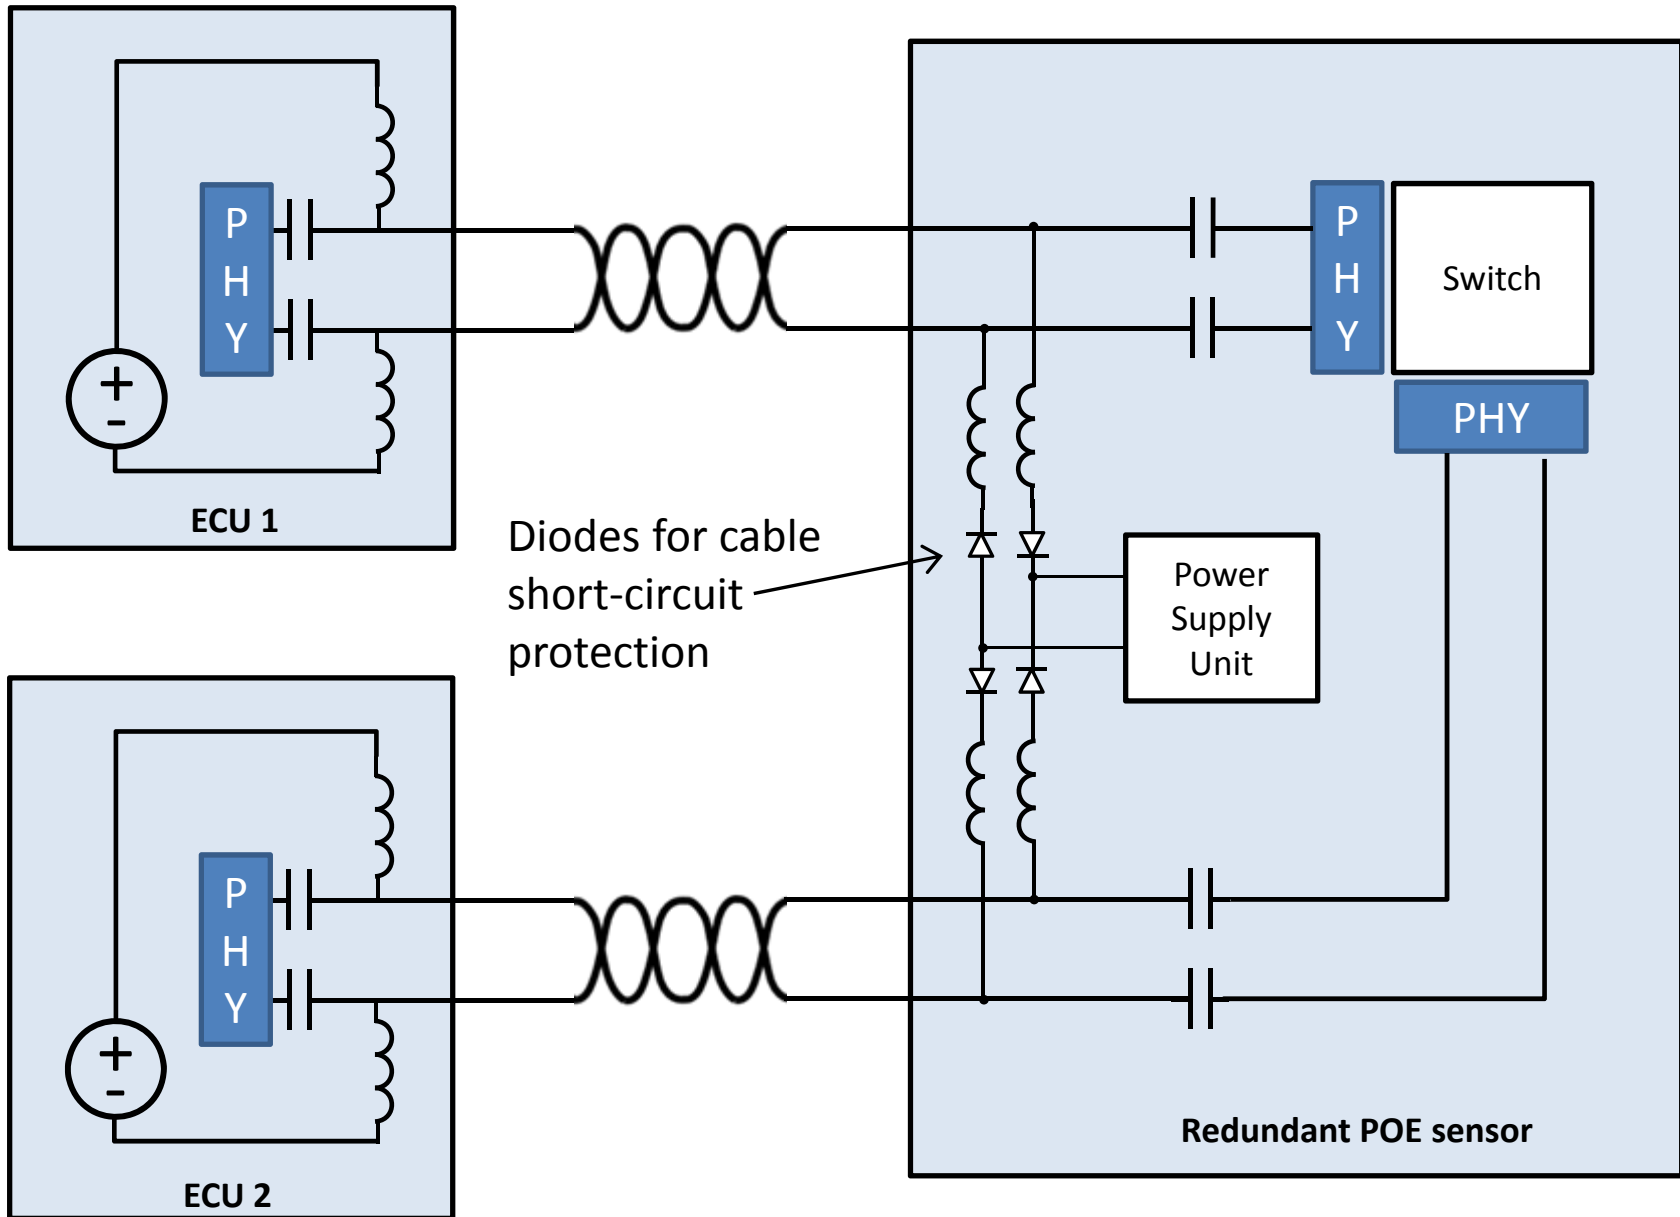 P
H
Y
+
-
ECU 1
Diodes for cable
short-circuit
protection
P
H
Y
Switch
PHY
Power
Supply
Unit
P
H
Y
+
-
ECU 2
Redundant POE sensor